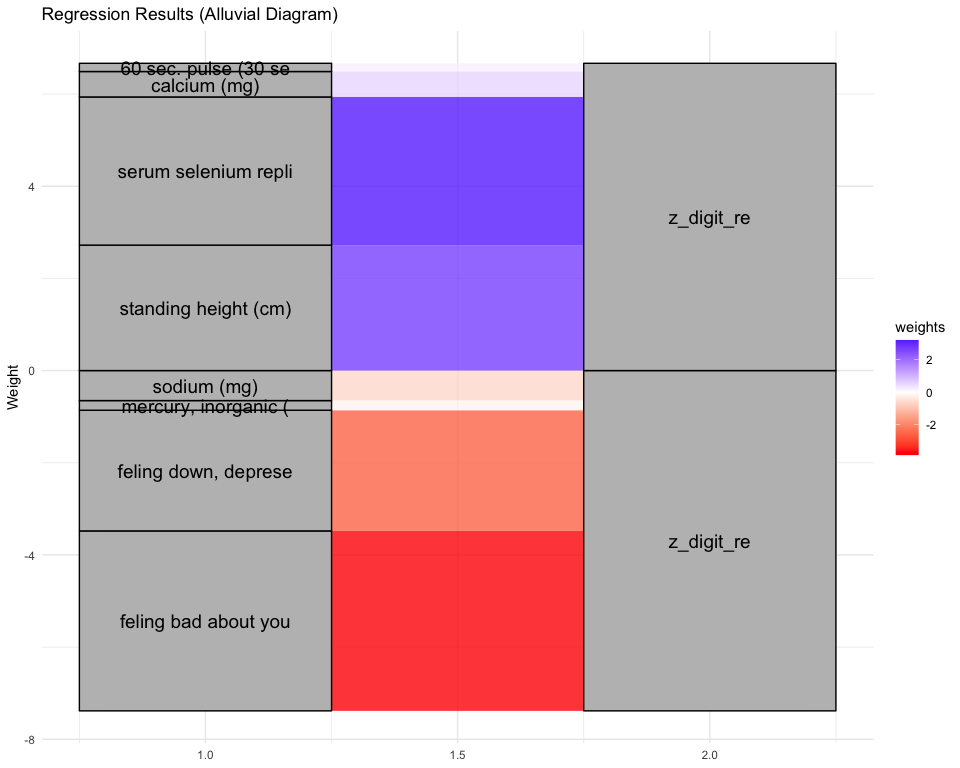 Regression Results (Alluvial Diagram)
60 sec. pulse (30 se
calcium (mg)
serum selenium repli
standing height (cm)
sodium (mg)
mercury, inorganic (
feling down, deprese
feling bad about you
z_digit_re
z_digit_re
Weight
4
0
-4
-8
1.0
1.5
2.0
weights
2
0
-2